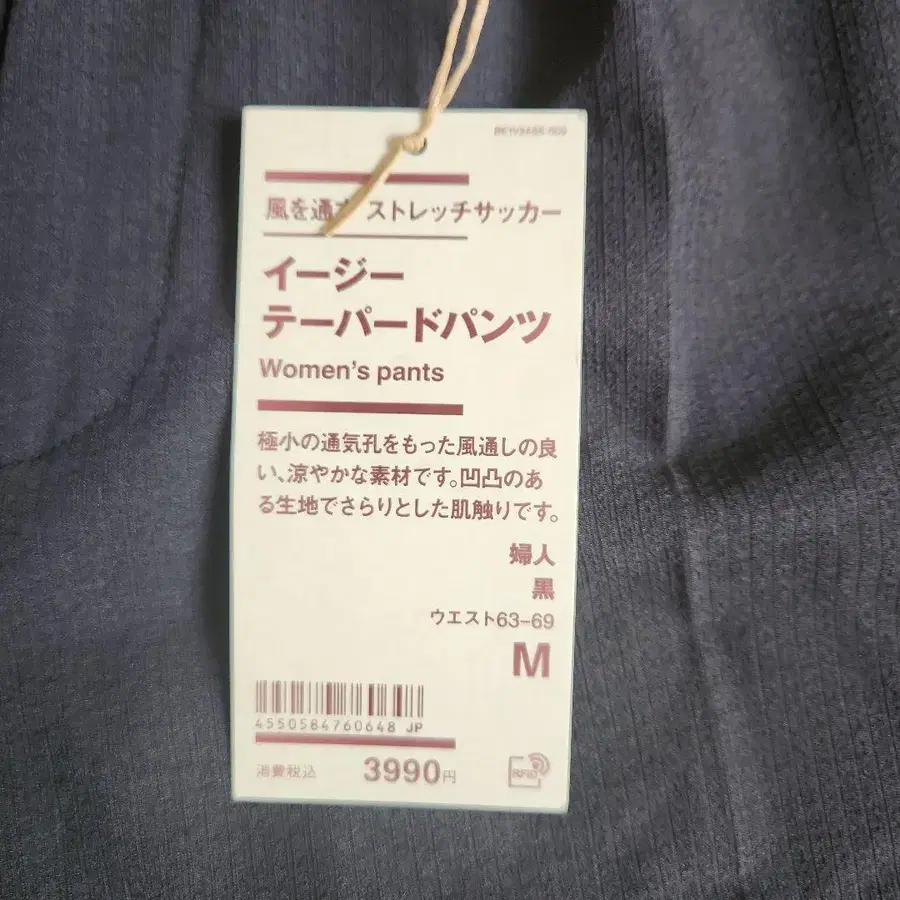 風を通す ストレッチサッカー
イージー
テーパードパンツ
Women's pants
極小の通気孔をもった風通しの良
い、涼やかな素材です。凹凸のあ
る生地でさらりとした肌触りです。
婦人
黒
ウエスト63-69
M
4550584760648 JP
消費税込 3990円
RFID